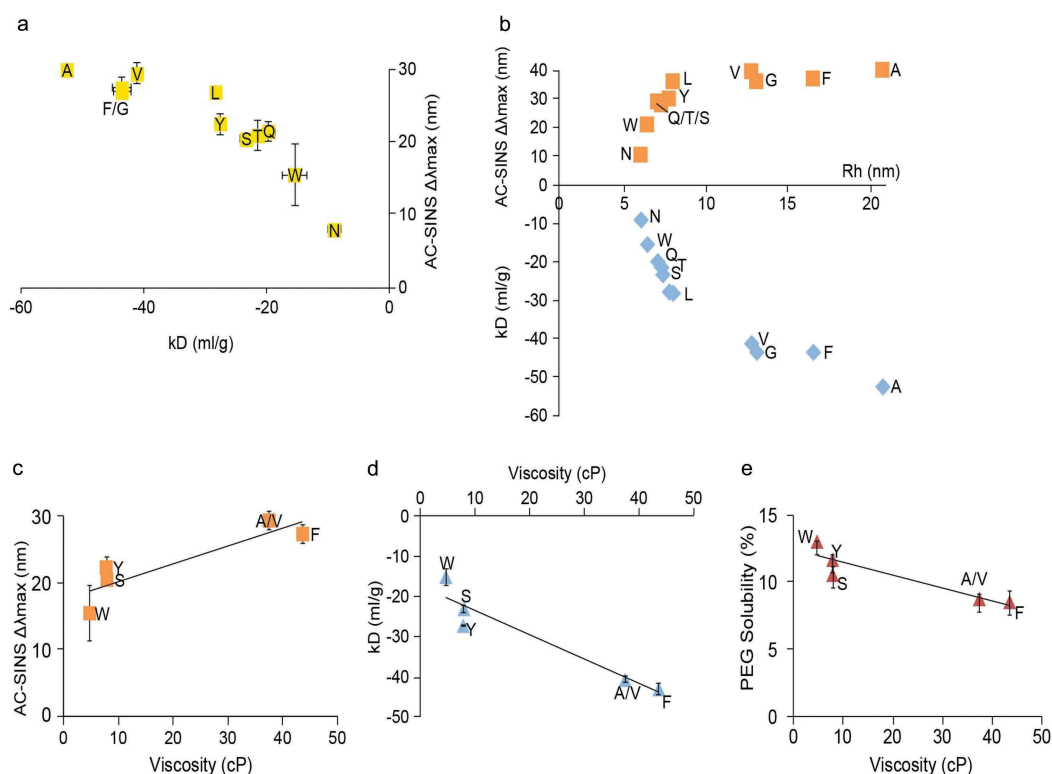 a
A
V
F/G
L
Y
S
T
Q
W
N
30
20
10
0
AC-SINS Δλmax (nm)
-60
-40
-20
0
kD (ml/g)
b
AC-SINS Δλmax (nm)
50
40
30
20
10
0
V
G
F
A
L
Y
Q/T/S
W
N
Rh (nm)
0
5
10
15
20
kD (ml/g)
-10
-20
-30
-40
-50
-60
N
W
Q
T
S
L
V
G
F
A
c
AC-SINS Δλmax (nm)
30
20
10
0
A/V
F
Y
S
W
0
10
20
30
40
50
Viscosity (cP)
d
Viscosity (cP)
0
10
20
30
40
50
kD (ml/g)
0
-10
-20
-30
-40
-50
W
S
Y
A/V
F
e
PEG Solubility (%)
15
10
5
0
W
Y
S
A/V
F
0
10
20
30
40
50
Viscosity (cP)